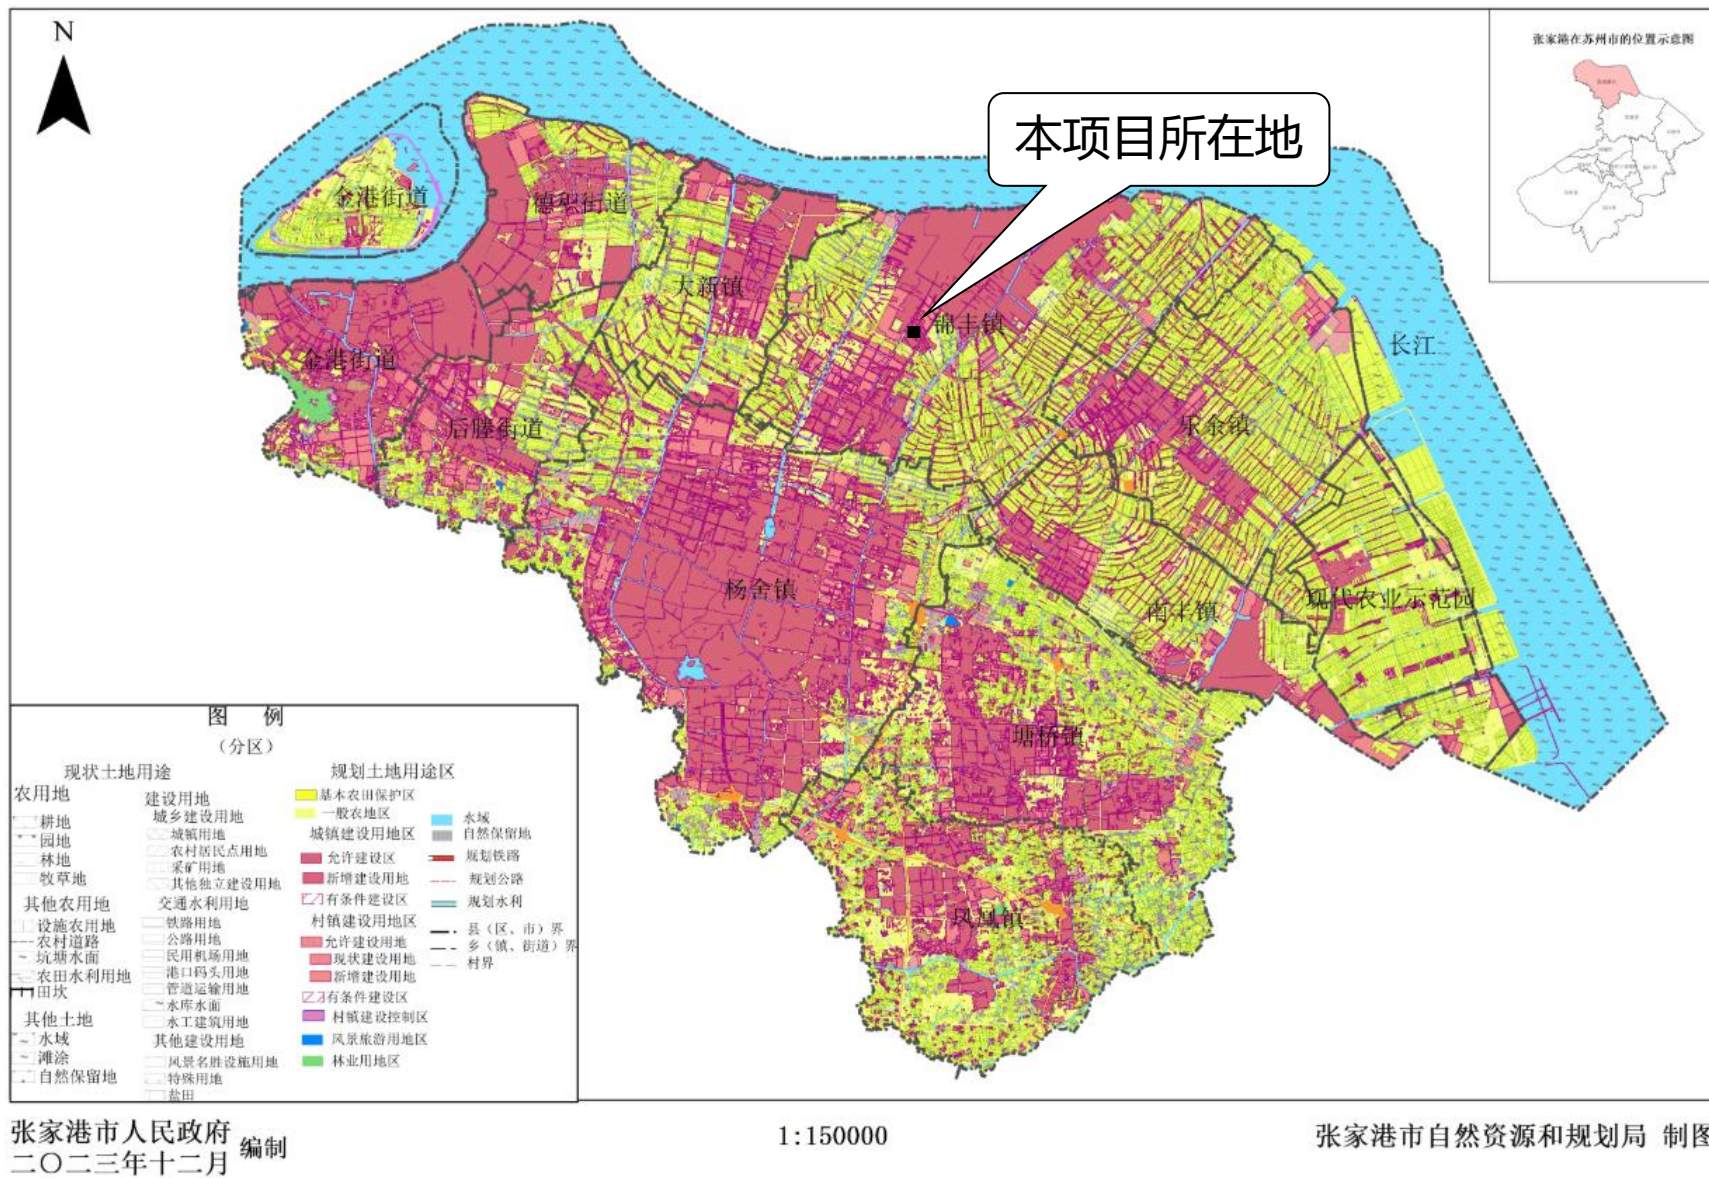 N
张家港在苏州市的位置示意图
本项目所在地
金港街道
德积街道
大新镇
锦丰镇
长江
金港街道
后塍街道
乐余镇
杨舍镇
南丰镇
现代农业示范园
塘桥镇
凤凰镇
图 例
(分区)
现状土地用途
农用地
耕地
园地
林地
牧草地
其他农用地
设施农用地
农村道路
坑塘水面
农田水利用地
田坎
其他土地
水域
滩涂
自然保留地
建设用地
城乡建设用地
城镇用地
农村居民点用地
采矿用地
其他独立建设用地
交通水利用地
铁路用地
公路用地
民用机场用地
港口码头用地
管道运输用地
水库水面
水工建筑用地
其他建设用地
风景名胜设施用地
特殊用地
盐田
规划土地用途区
基本农田保护区
一般农地区
城镇建设用地区
允许建设区
新增建设用地
有条件建设区
村镇建设用地区
允许建设用地
现状建设用地
新增建设用地
有条件建设区
村镇建设控制区
风景旅游用地区
林业用地区
水域
自然保留地
规划铁路
规划公路
规划水利
县（区、市）界
乡（镇、街道）界
村界
张家港市人民政府
二〇二三年十二月
编制
1:150000
张家港市自然资源和规划局 制图